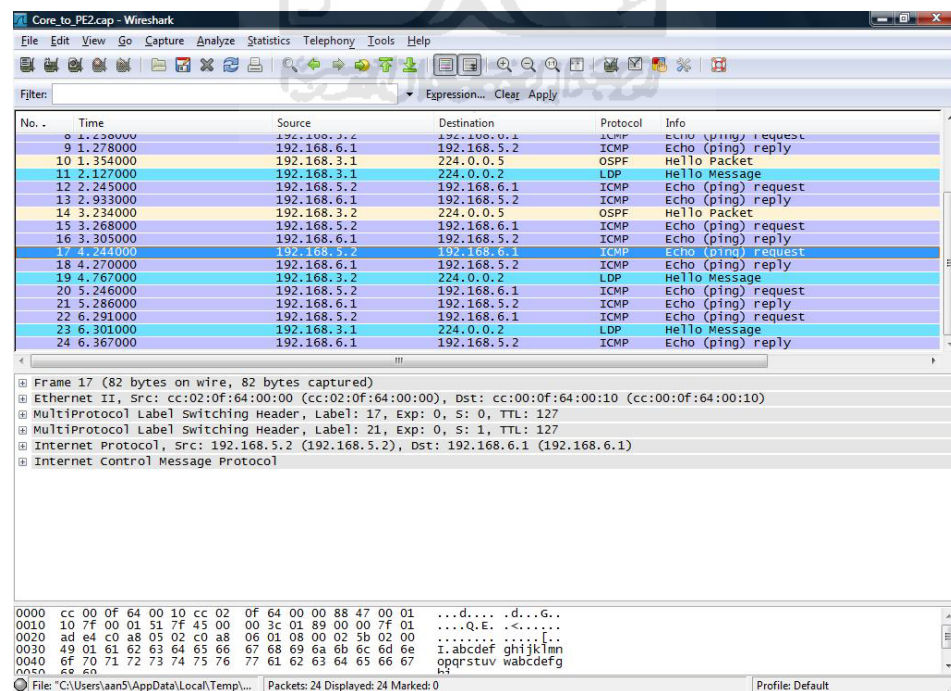 Core_to_PE2.cap - Wireshark
File Edit View Go Capture Analyze Statistics Telephony Tools Help
Filter: Expression... Clear Apply
No. . Time Source Destination Protocol Info
8 1.258000 192.168.5.2 192.168.6.1 ICMP Echo (ping) request
9 1.278000 192.168.6.1 192.168.5.2 ICMP Echo (ping) reply
10 1.354000 192.168.3.1 224.0.0.5 OSPF Hello Packet
11 2.127000 192.168.3.1 224.0.0.2 LDP Hello Message
12 2.245000 192.168.5.2 192.168.6.1 ICMP Echo (ping) request
13 2.933000 192.168.6.1 192.168.5.2 ICMP Echo (ping) reply
14 3.234000 192.168.3.2 224.0.0.5 OSPF Hello Packet
15 3.268000 192.168.5.2 192.168.6.1 ICMP Echo (ping) request
16 3.305000 192.168.6.1 192.168.5.2 ICMP Echo (ping) reply
17 4.244000 192.168.5.2 192.168.6.1 ICMP Echo (ping) request
18 4.270000 192.168.6.1 192.168.5.2 ICMP Echo (ping) reply
19 4.767000 192.168.3.2 224.0.0.2 LDP Hello Message
20 5.246000 192.168.5.2 192.168.6.1 ICMP Echo (ping) request
21 5.286000 192.168.6.1 192.168.5.2 ICMP Echo (ping) reply
22 6.291000 192.168.5.2 192.168.6.1 ICMP Echo (ping) request
23 6.301000 192.168.3.1 224.0.0.2 LDP Hello Message
24 6.367000 192.168.6.1 192.168.5.2 ICMP Echo (ping) reply
Frame 17 (82 bytes on wire, 82 bytes captured)
Ethernet II, Src: cc:02:0f:64:00:00 (cc:02:0f:64:00:00), Dst: cc:00:0f:64:00:10 (cc:00:0f:64:00:10)
MultiProtocol Label Switching Header, Label: 17, Exp: 0, S: 0, TTL: 127
MultiProtocol Label Switching Header, Label: 21, Exp: 0, S: 1, TTL: 127
Internet Protocol, Src: 192.168.5.2 (192.168.5.2), Dst: 192.168.6.1 (192.168.6.1)
Internet Control Message Protocol
0000 cc 00 0f 64 00 10 cc 02 0f 64 00 00 88 47 00 01 ...d.... .d...G..
0010 10 7f 00 01 51 7f 45 00 00 3c 01 89 00 00 7f 01 ....Q.E. .<......
0020 ad e4 c0 a8 05 02 c0 a8 06 01 08 00 02 5b 02 00 ........ .....[..
0030 49 01 61 62 63 64 65 66 67 68 69 6a 6b 6c 6d 6e I.abcdef ghijklmn
0040 6f 70 71 72 73 74 75 76 77 61 62 63 64 65 66 67 opqrstuv wabcdefg
0050 68 69 hi
File: "C:\Users\aan5\AppData\Local\Temp\... Packets: 24 Displayed: 24 Marked: 0 Profile: Default